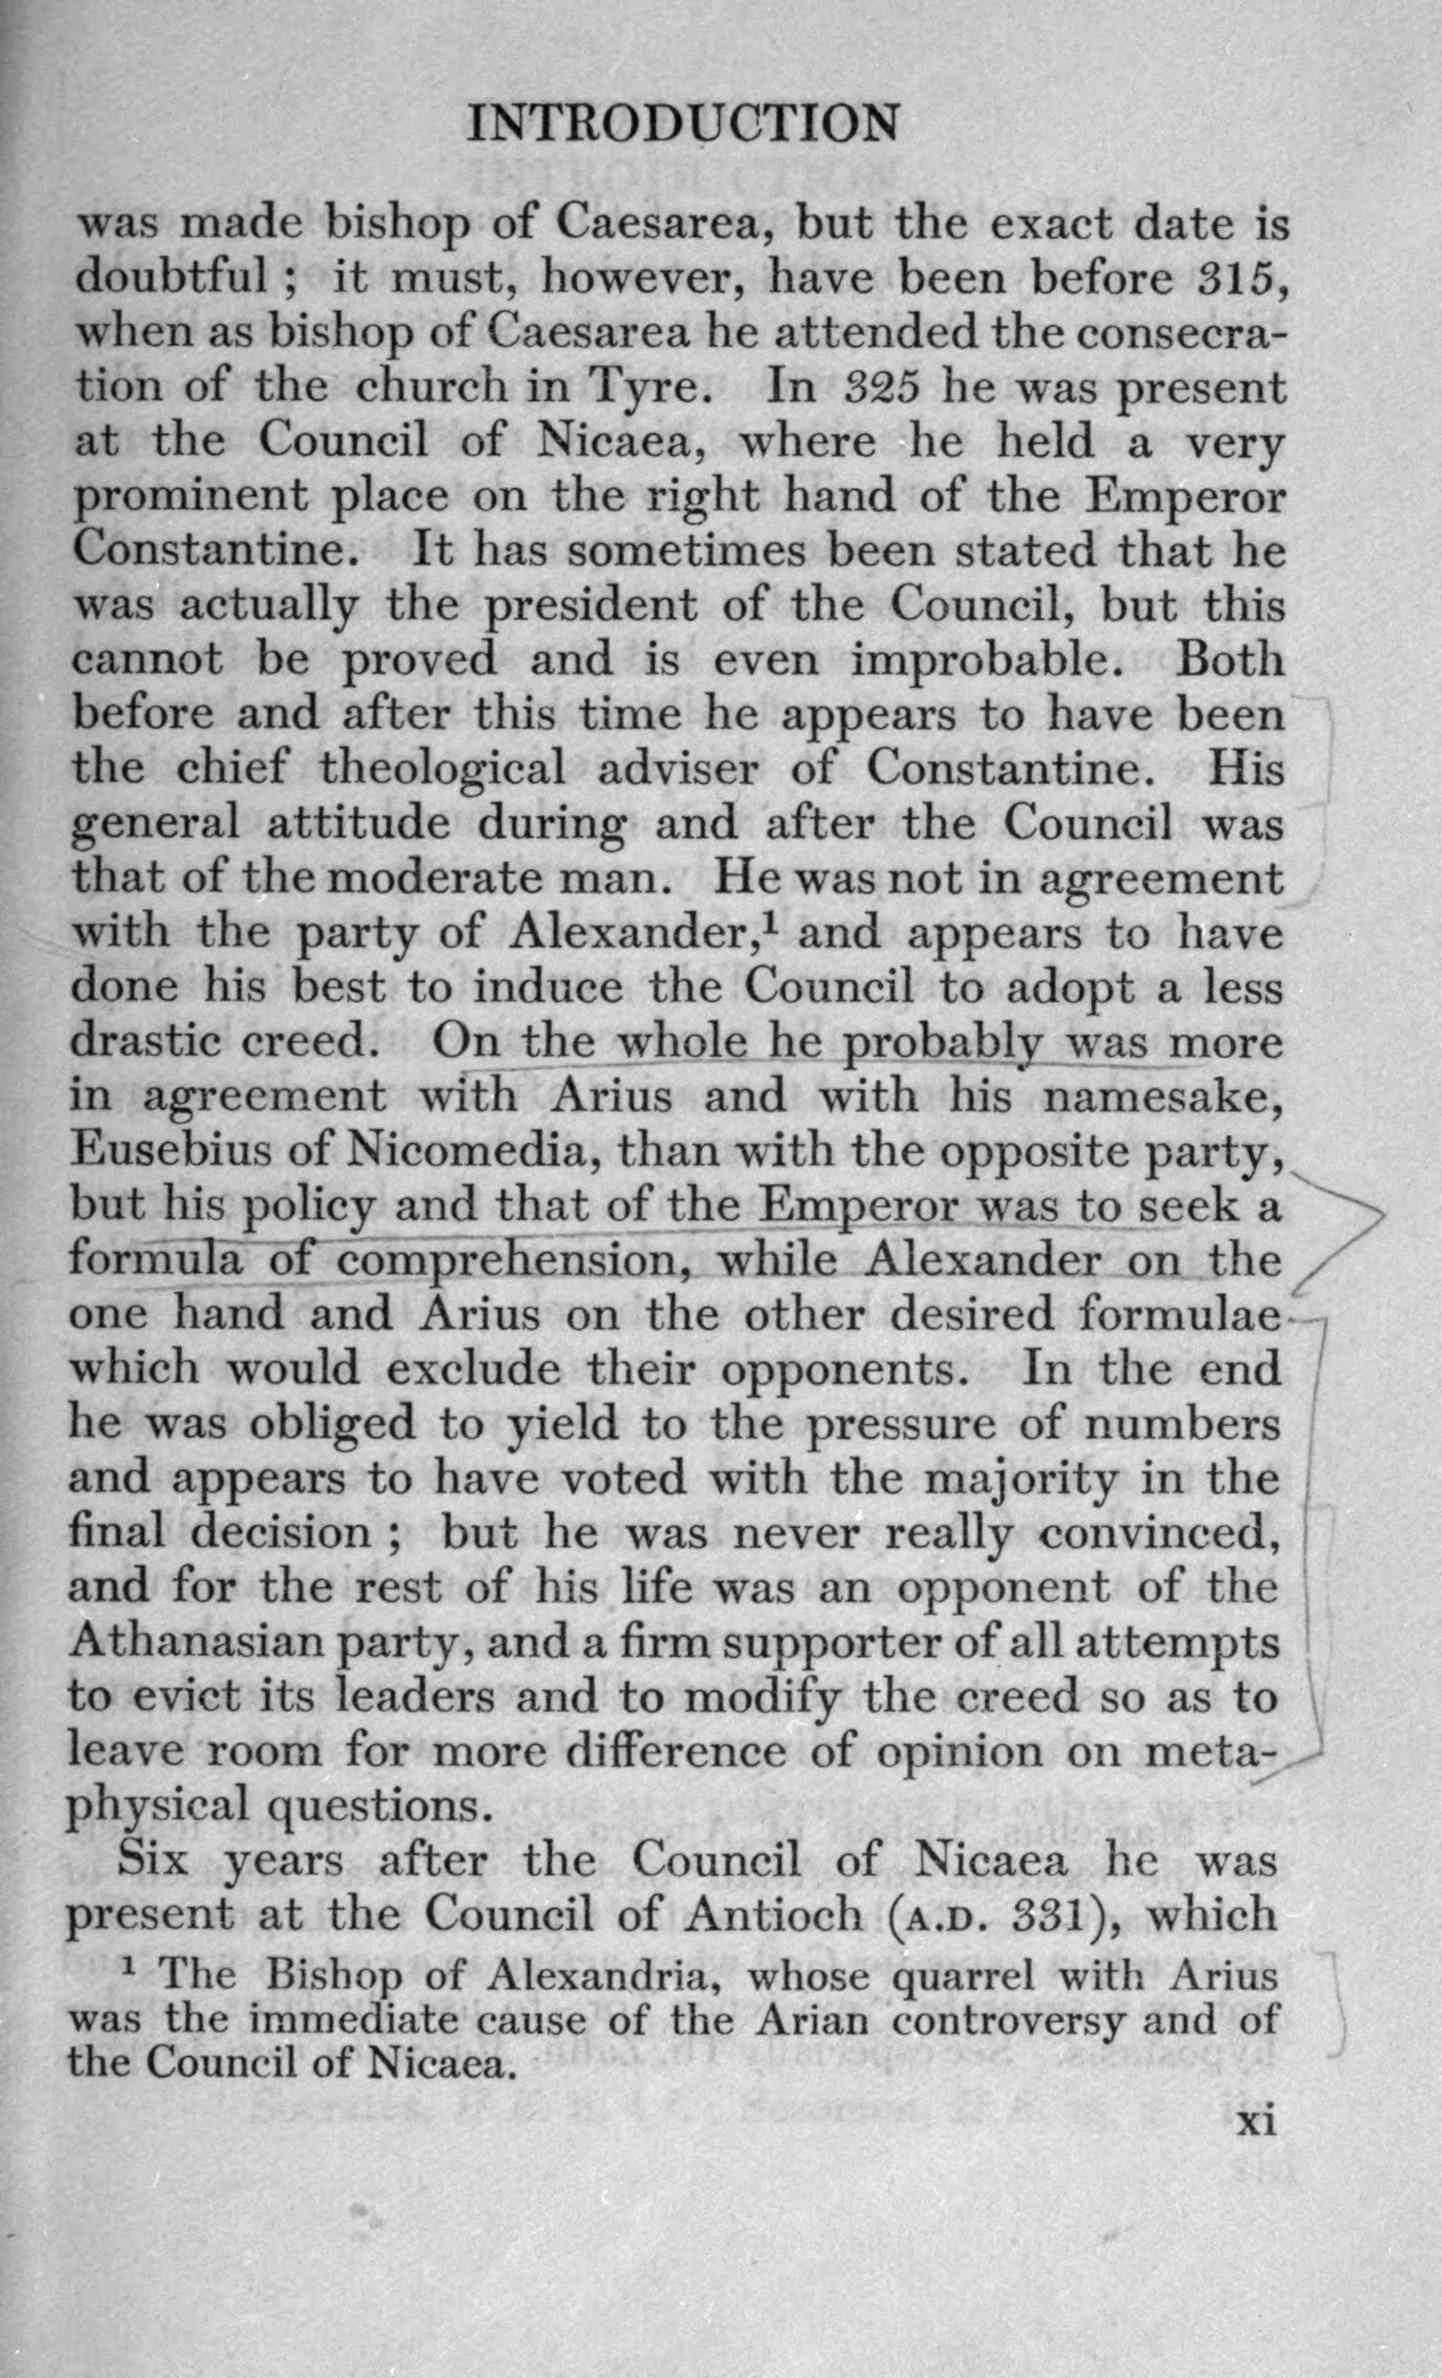 INTRODUCTION
was made bishop of Caesarea, but the exact date is
doubtful ; it must, however, have been before 315,
when as bishop of Caesarea he attended the consecra-
tion of the church in Tyre. In 325 he was present
at the Council of Nicaea, where he held a very
prominent place on the right hand of the Emperor
Constantine. It has sometimes been stated that he
was actually the president of the Council, but this
cannot be proved and is even improbable. Both
before and after this time he appears to have been
the chief theological adviser of Constantine. His
general attitude during and after the Council was
that of the moderate man. He was not in agreement
with the party of Alexander,¹ and appears to have
done his best to induce the Council to adopt a less
drastic creed. On the whole he probably was more
in agreement with Arius and with his namesake,
Eusebius of Nicomedia, than with the opposite party,
but his policy and that of the Emperor was to seek a
formula of comprehension, while Alexander on the
one hand and Arius on the other desired formulae
which would exclude their opponents. In the end
he was obliged to yield to the pressure of numbers
and appears to have voted with the majority in the
final decision ; but he was never really convinced,
and for the rest of his life was an opponent of the
Athanasian party, and a firm supporter of all attempts
to evict its leaders and to modify the creed so as to
leave room for more difference of opinion on meta-
physical questions.
Six years after the Council of Nicaea he was
present at the Council of Antioch (A.D. 331), which
¹ The Bishop of Alexandria, whose quarrel with Arius
was the immediate cause of the Arian controversy and of
the Council of Nicaea.
xi